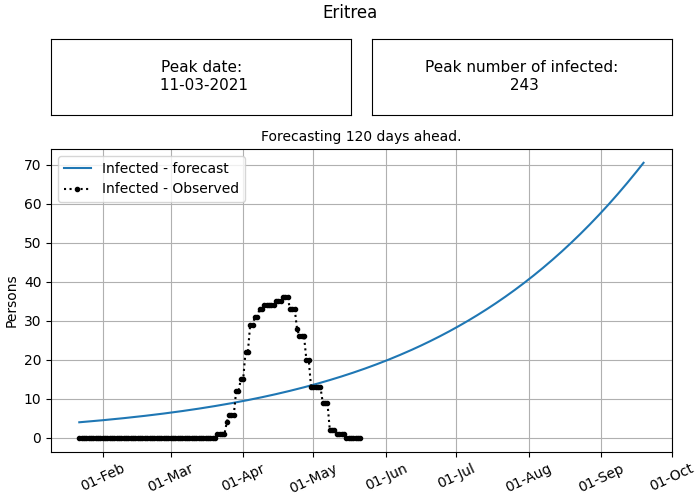 Eritrea
Peak date:
11-03-2021
Peak number of infected:
243
Forecasting 120 days ahead.
Infected - forecast
Infected - Observed
Persons
70
60
50
40
30
20
10
0
01-Feb
01-Mar
01-Apr
01-May
01-Jun
01-Jul
01-Aug
01-Sep
01-Oct